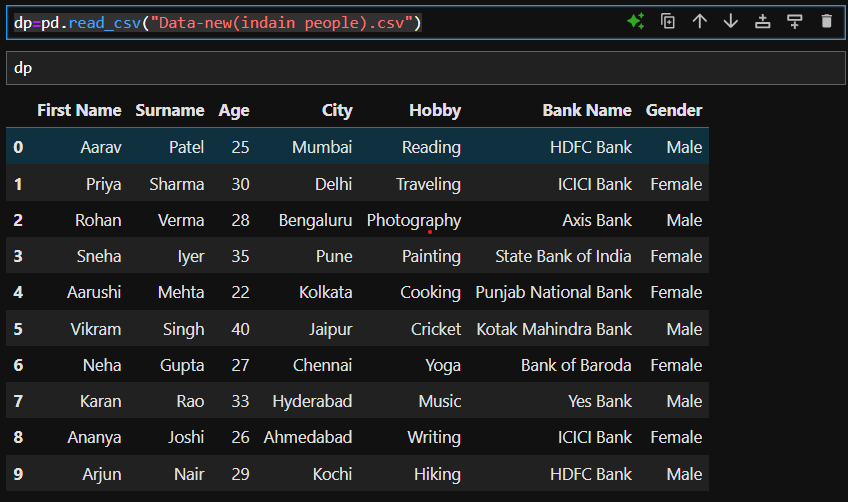 dp=pd.read_csv("Data-new(indain people).csv")
dp
First Name Surname Age City Hobby Bank Name Gender
0 Aarav Patel 25 Mumbai Reading HDFC Bank Male
1 Priya Sharma 30 Delhi Traveling ICICI Bank Female
2 Rohan Verma 28 Bengaluru Photography Axis Bank Male
3 Sneha Iyer 35 Pune Painting State Bank of India Female
4 Aarushi Mehta 22 Kolkata Cooking Punjab National Bank Female
5 Vikram Singh 40 Jaipur Cricket Kotak Mahindra Bank Male
6 Neha Gupta 27 Chennai Yoga Bank of Baroda Female
7 Karan Rao 33 Hyderabad Music Yes Bank Male
8 Ananya Joshi 26 Ahmedabad Writing ICICI Bank Female
9 Arjun Nair 29 Kochi Hiking HDFC Bank Male